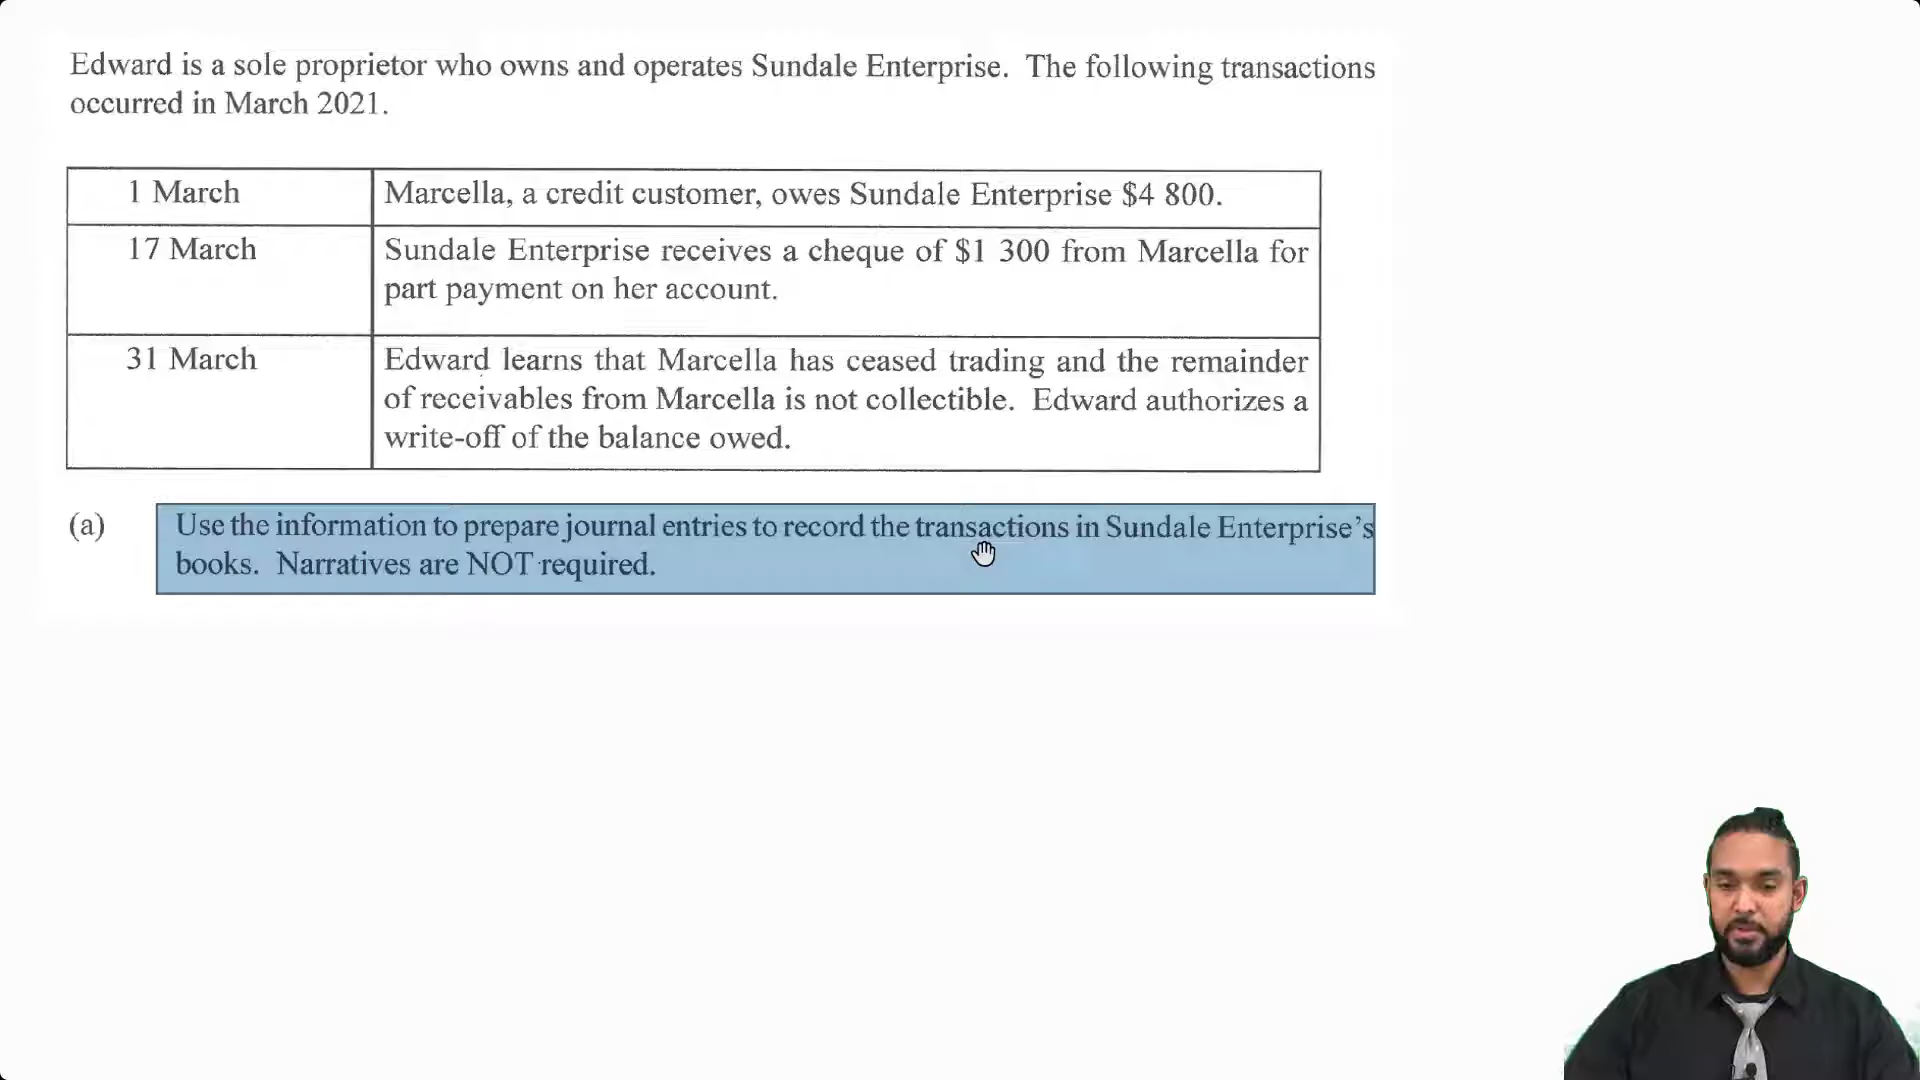 Edward is a sole proprietor who owns and operates Sundale Enterprise. The following transactions
occurred in March 2021.
1 March
Marcella, a credit customer, owes Sundale Enterprise $4 800.
17 March
Sundale Enterprise receives a cheque of $1 300 from Marcella for
part payment on her account.
31 March
Edward learns that Marcella has ceased trading and the remainder
of receivables from Marcella is not collectible. Edward authorizes a
write-off of the balance owed.
(a)
Use the information to prepare journal entries to record the transactions in Sundale Enterprise's
books. Narratives are NOT required.